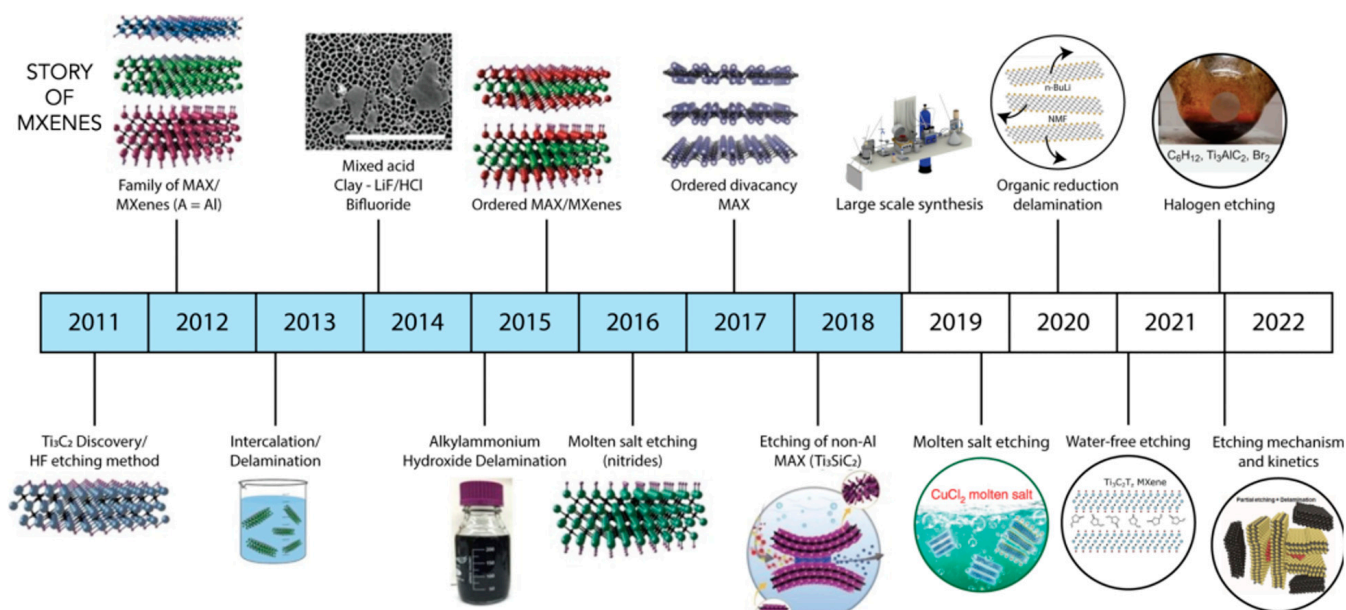 STORY
OF
MXENES
Family of MAX/
MXenes (A = Al)
Mixed acid
Clay - LiF/HCl
Bifluoride
Ordered MAX/MXenes
Ordered divacancy
MAX
Large scale synthesis
n-BuLi
NMF
Organic reduction
delamination
C₆H₁₂, Ti₃AlC₂, Br₂
Halogen etching
2011 2012 2013 2014 2015 2016 2017 2018 2019 2020 2021 2022
Ti₃C₂ Discovery/
HF etching method
Intercalation/
Delamination
Alkylammonium
Hydroxide Delamination
Molten salt etching
(nitrides)
Etching of non-Al
MAX (Ti₃SiC₂)
Molten salt etching
CuCl₂ molten salt
Water-free etching
Ti₃C₂Tₓ MXene
Etching mechanism
and kinetics
Partial etching + Delamination